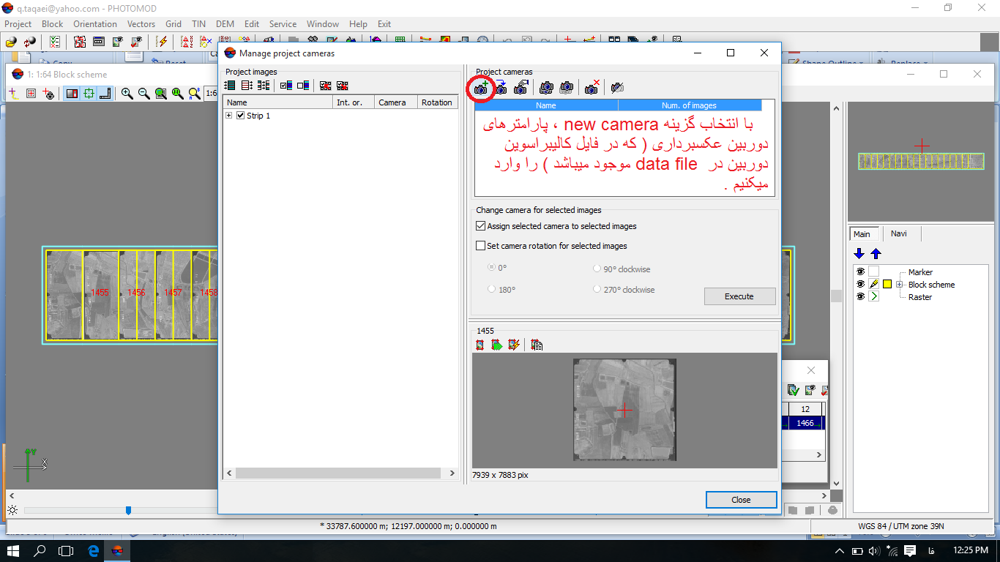 q.taqaei@yahoo.com - PHOTOMOD
Project Block Orientation Vectors Grid TIN DEM Edit Service Window Help Exit
1: 1:64 Block scheme
Manage project cameras
Project images
Name Int. or. Camera Rotation
Strip 1
Project cameras
Name Num. of images
با انتخاب گزینه new camera ، پارامترهای
دوربین عکسبرداری ( که در فایل کالیبراسوین
دوربین در data file موجود میباشد ) را وارد
میکنیم .
Change camera for selected images
Assign selected camera to selected images
Set camera rotation for selected images
0° 90° clockwise
180° 270° clockwise
Execute
1455
7939 x 7883 pix
Close
1455 1456 1457 1458
Y
X
12
1466
Main Navi
Marker
Block scheme
Raster
* 33787.600000 m; 12197.000000 m; 0.000000 m
WGS 84 / UTM zone 39N
فا 12:25 PM